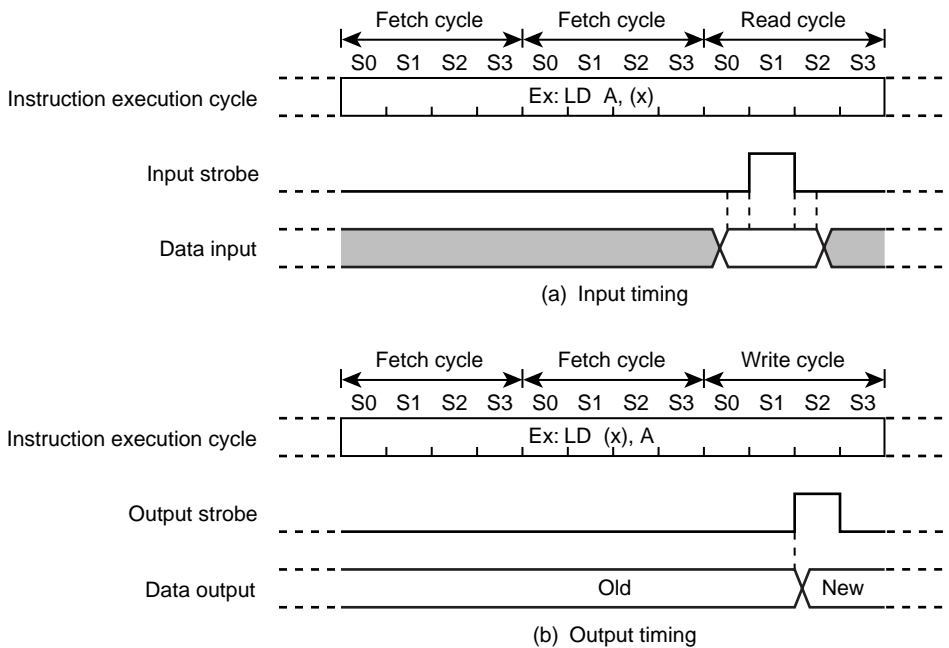 Fetch cycle Fetch cycle Read cycle
S0 S1 S2 S3 S0 S1 S2 S3 S0 S1 S2 S3
Instruction execution cycle Ex: LD A, (x)
Input strobe
Data input
(a) Input timing
Fetch cycle Fetch cycle Write cycle
S0 S1 S2 S3 S0 S1 S2 S3 S0 S1 S2 S3
Instruction execution cycle Ex: LD (x), A
Output strobe
Data output Old New
(b) Output timing